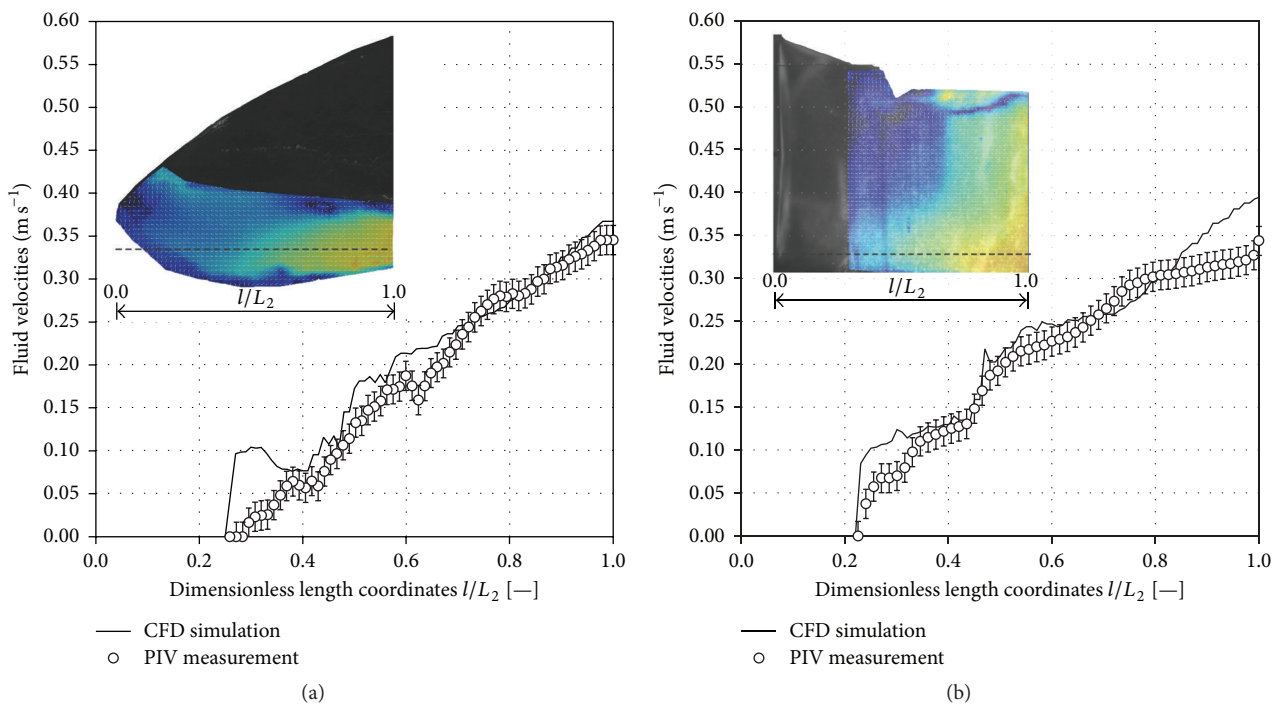 0.60
0.55
0.50
0.45
0.40
0.35
0.30
0.25
0.20
0.15
0.10
0.05
0.00
Fluid velocities (m s⁻¹)
0.0 1.0
l/L₂
0.0 0.2 0.4 0.6 0.8 1.0
Dimensionless length coordinates l/L₂ [—]
CFD simulation
PIV measurement
(a)
0.60
0.55
0.50
0.45
0.40
0.35
0.30
0.25
0.20
0.15
0.10
0.05
0.00
Fluid velocities (m s⁻¹)
0.0 1.0
l/L₂
0.0 0.2 0.4 0.6 0.8 1.0
Dimensionless length coordinates l/L₂ [—]
CFD simulation
PIV measurement
(b)